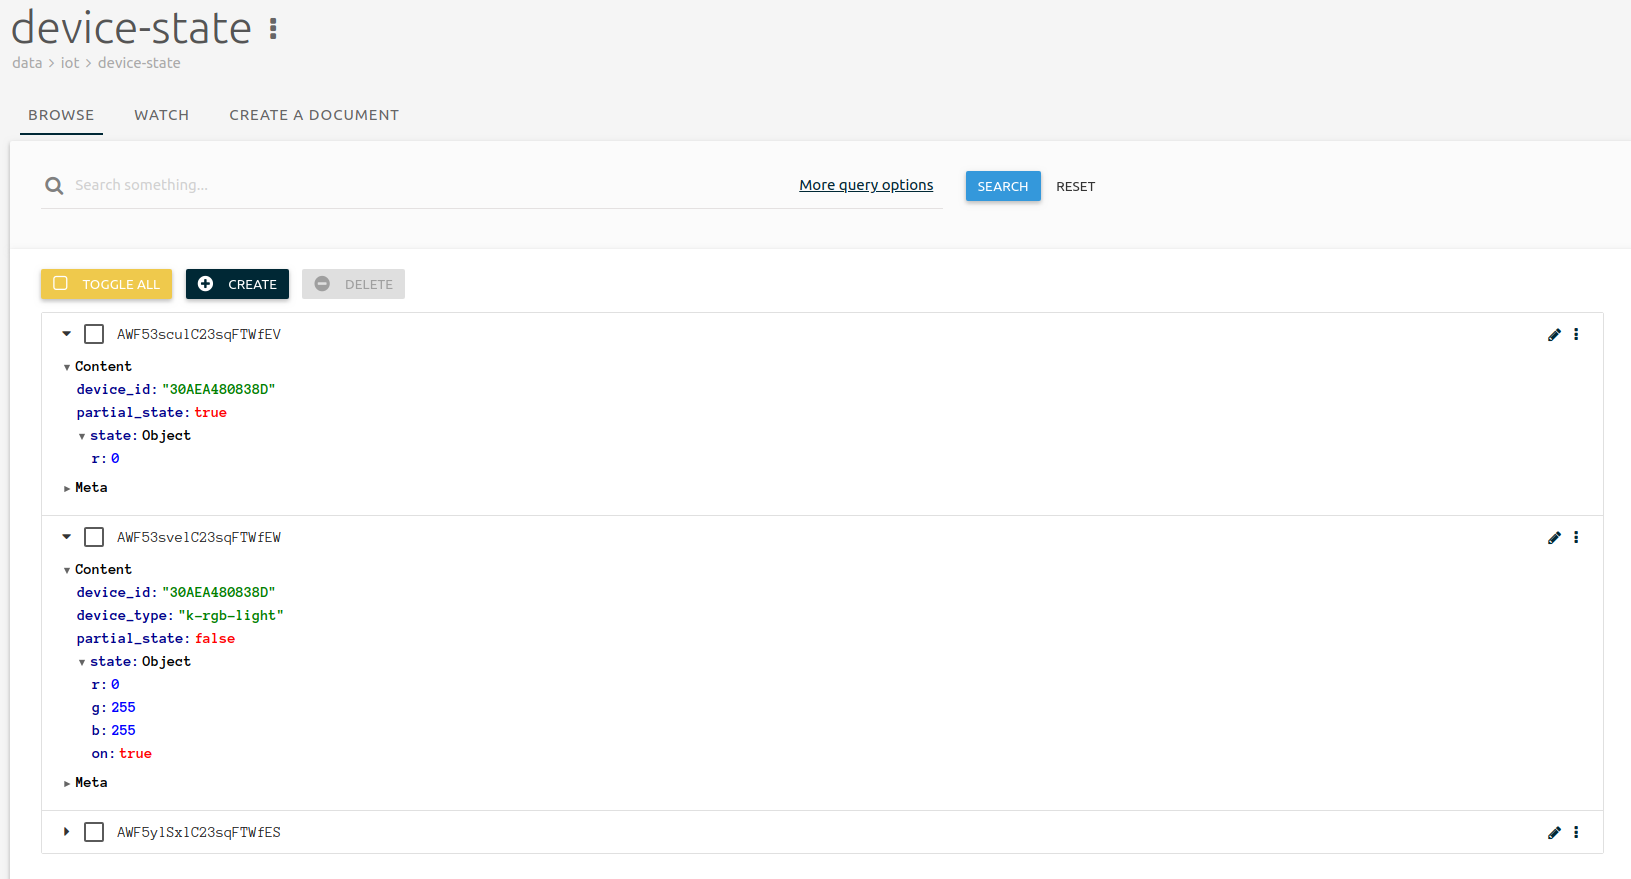 device-state
data > iot > device-state
BROWSE WATCH CREATE A DOCUMENT
Search something... More query options SEARCH RESET
TOGGLE ALL CREATE DELETE
AWF53sculC23sqFTWfEV
Content
device_id: "30AEA480838D"
partial_state: true
state: Object
r: 0
Meta
AWF53svelC23sqFTWfEW
Content
device_id: "30AEA480838D"
device_type: "k-rgb-light"
partial_state: false
state: Object
r: 0
g: 255
b: 255
on: true
Meta
AWF5ylSxlC23sqFTWfES